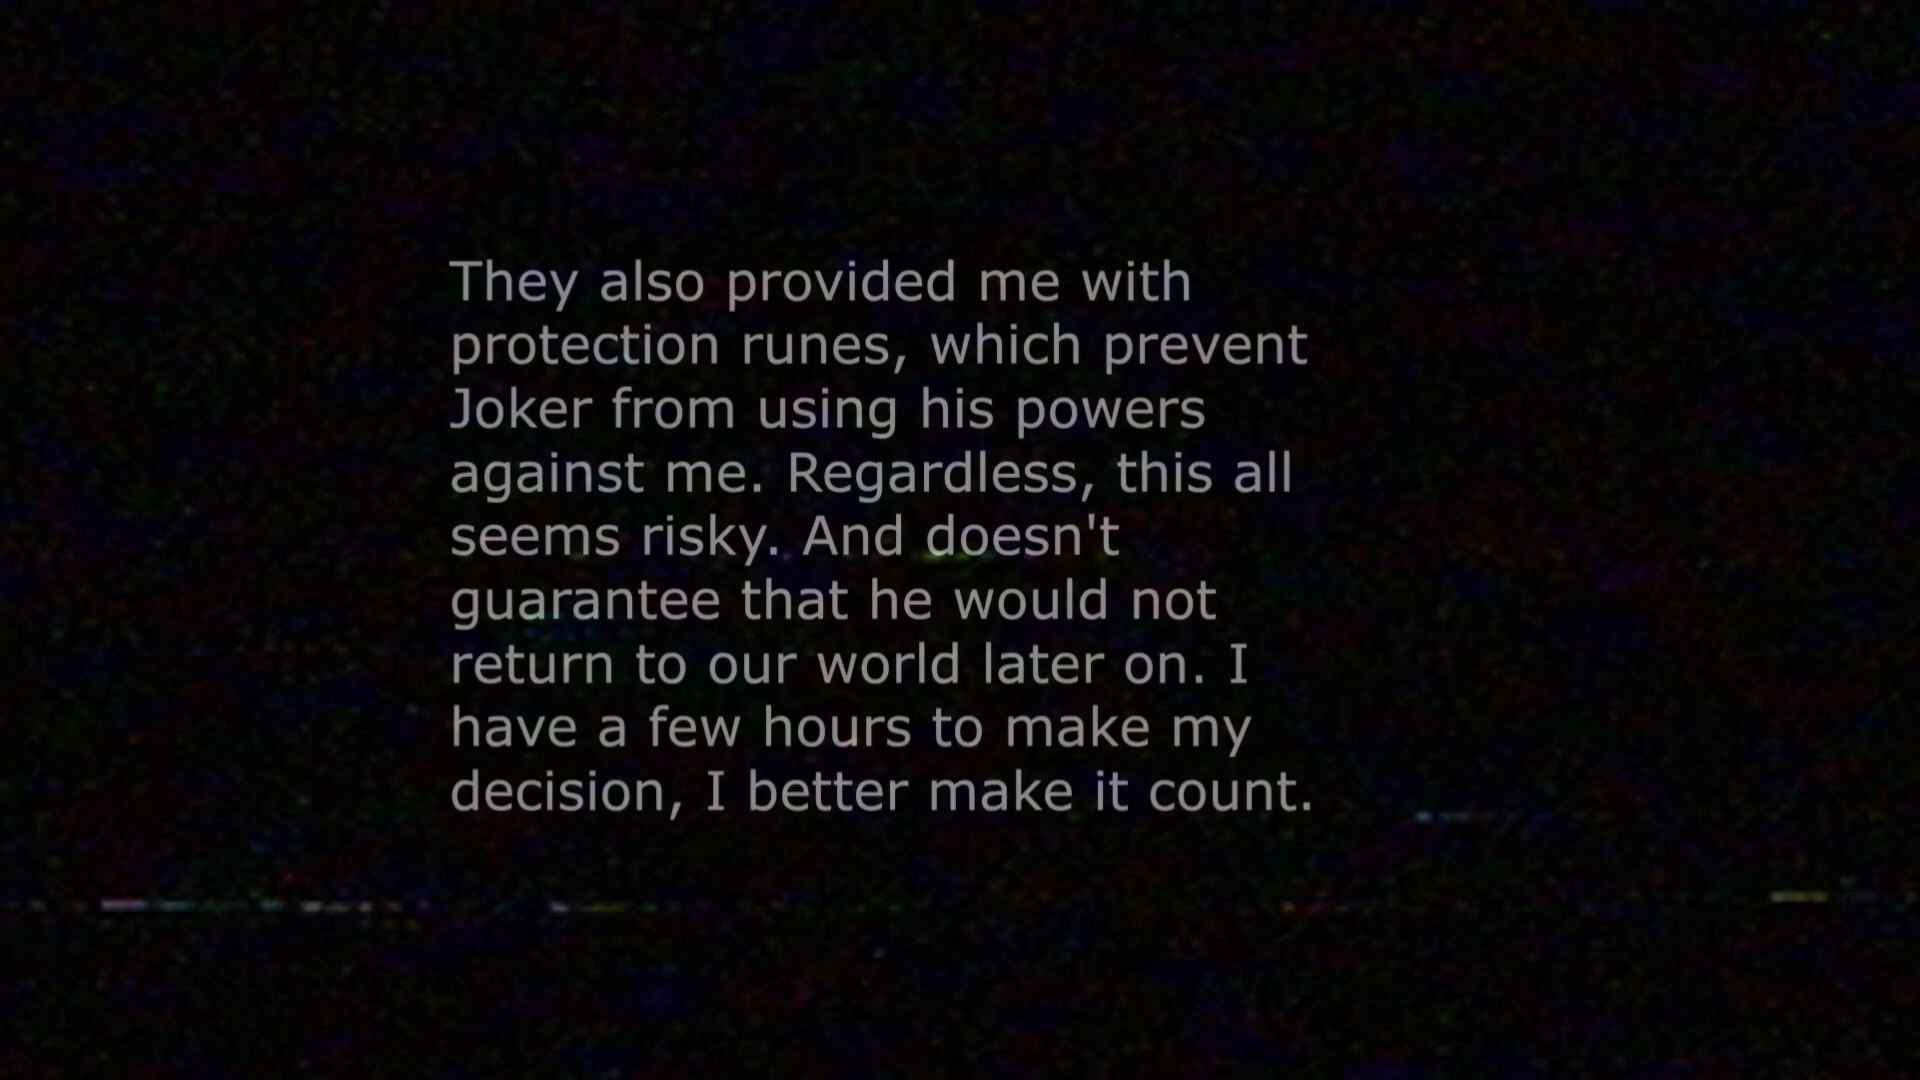 They also provided me with
protection runes, which prevent
Joker from using his powers
against me. Regardless, this all
seems risky. And doesn't
guarantee that he would not
return to our world later on. I
have a few hours to make my
decision, I better make it count.